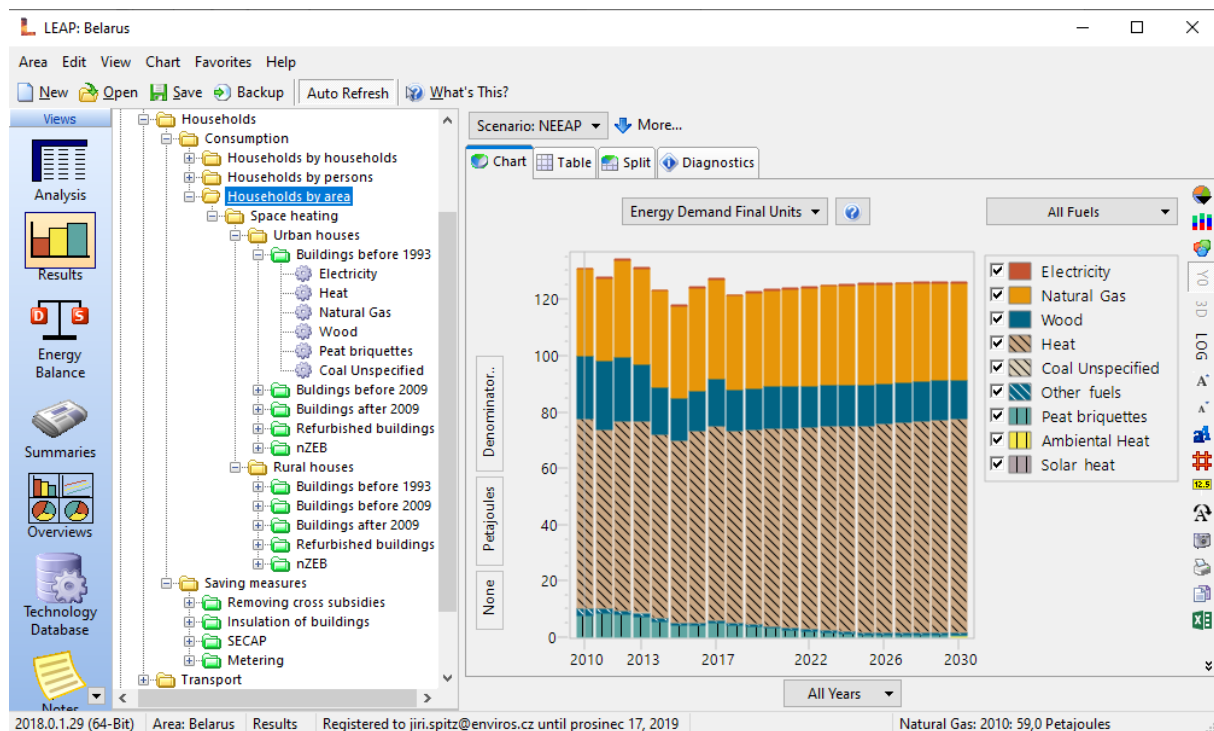 LEAP: Belarus
Area Edit View Chart Favorites Help
New Open Save Backup Auto Refresh What's This?
Views
Analysis
Results
Energy
Balance
Summaries
Overviews
Technology
Database
Notes
Households
Consumption
Households by households
Households by persons
Households by area
Space heating
Urban houses
Buildings before 1993
Electricity
Heat
Natural Gas
Wood
Peat briquettes
Coal Unspecified
Buldings before 2009
Buildings after 2009
Refurbished buildings
nZEB
Rural houses
Buildings before 1993
Buildings before 2009
Buildings after 2009
Refurbished buildings
nZEB
Saving measures
Removing cross subsidies
Insulation of buildings
SECAP
Metering
Transport
Scenario: NEEAP More...
Chart Table Split Diagnostics
Energy Demand Final Units All Fuels
Denominator..
Petajoules
None
120
100
80
60
40
20
0
2010 2013 2017 2022 2026 2030
Electricity
Natural Gas
Wood
Heat
Coal Unspecified
Other fuels
Peat briquettes
Ambiental Heat
Solar heat
All Years
Y0
3D
LOG
A
A
a
12.5
A
2018.0.1.29 (64-Bit) Area: Belarus Results Registered to jiri.spitz@enviros.cz until prosinec 17, 2019 Natural Gas: 2010: 59,0 Petajoules